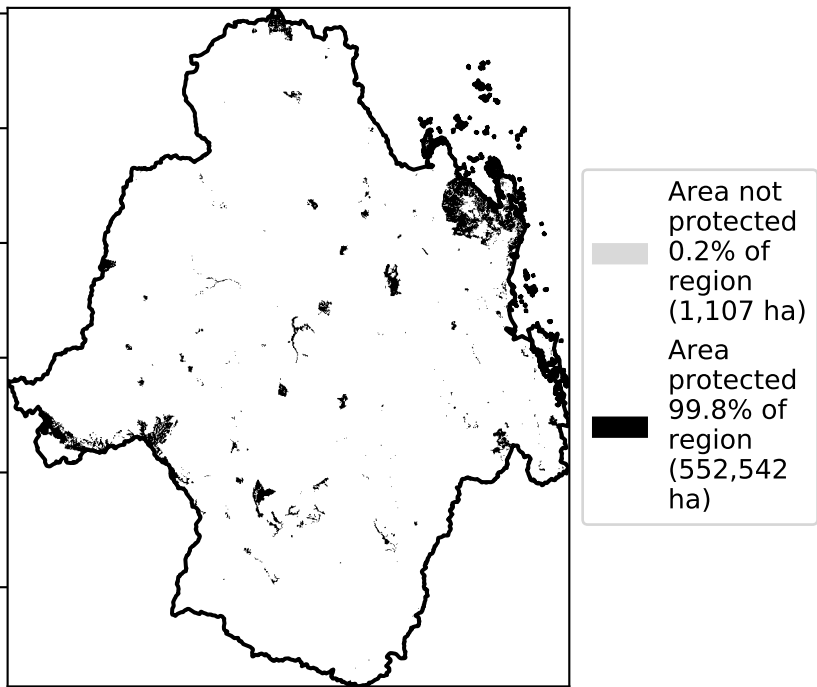 Area not
protected
0.2% of
region
(1,107 ha)
Area
protected
99.8% of
region
(552,542
ha)